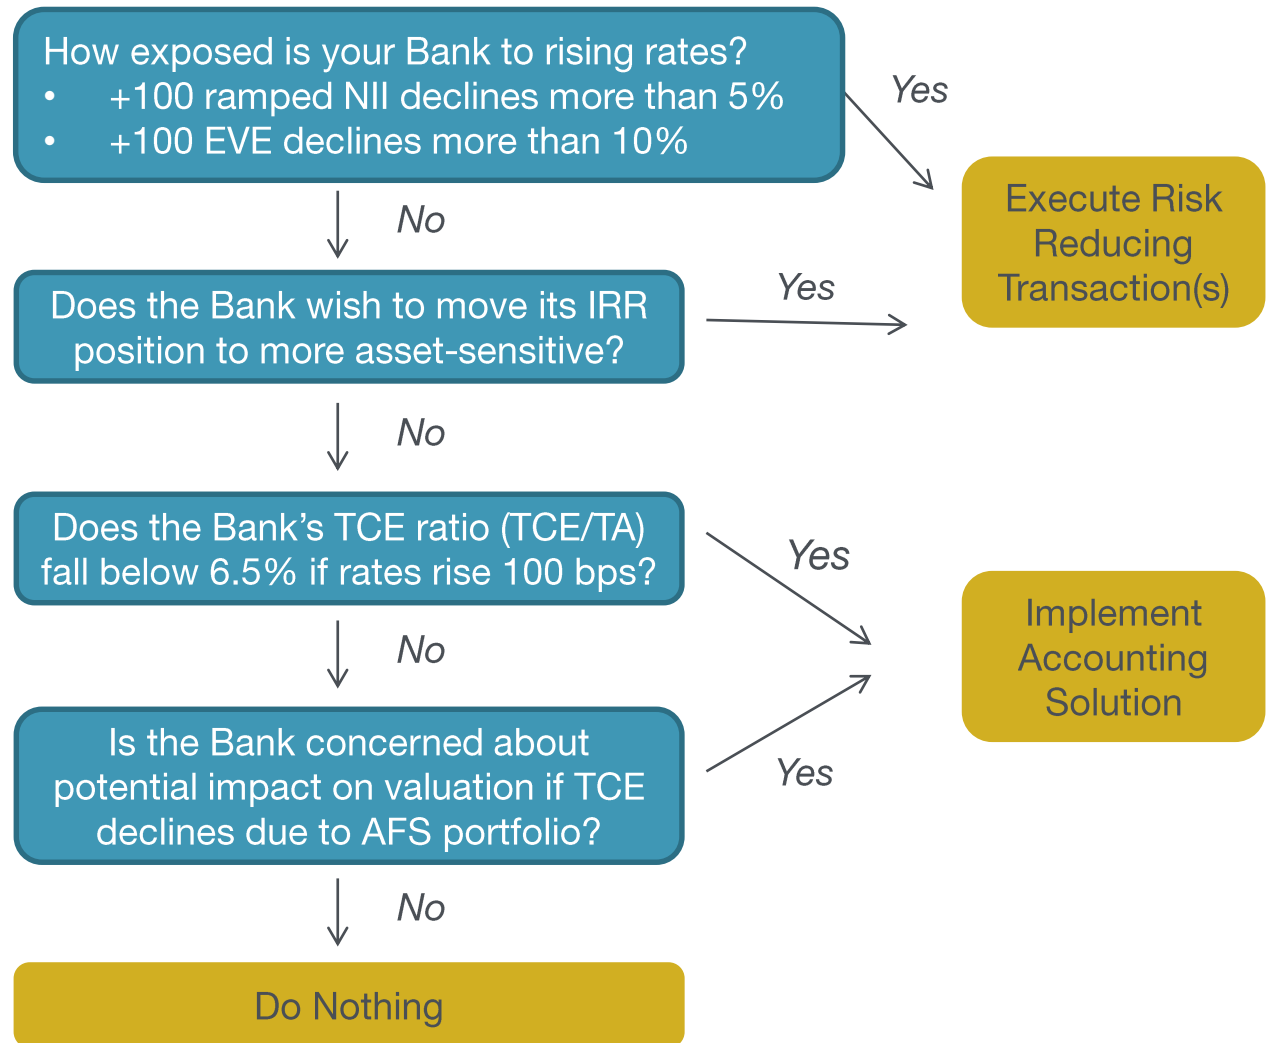 How exposed is your Bank to rising rates?
• +100 ramped NII declines more than 5%
• +100 EVE declines more than 10%
Yes
Execute Risk
Reducing
Transaction(s)
No
Does the Bank wish to move its IRR
position to more asset-sensitive?
Yes
No
Does the Bank’s TCE ratio (TCE/TA)
fall below 6.5% if rates rise 100 bps?
Yes
Implement
Accounting
Solution
No
Is the Bank concerned about
potential impact on valuation if TCE
declines due to AFS portfolio?
Yes
No
Do Nothing